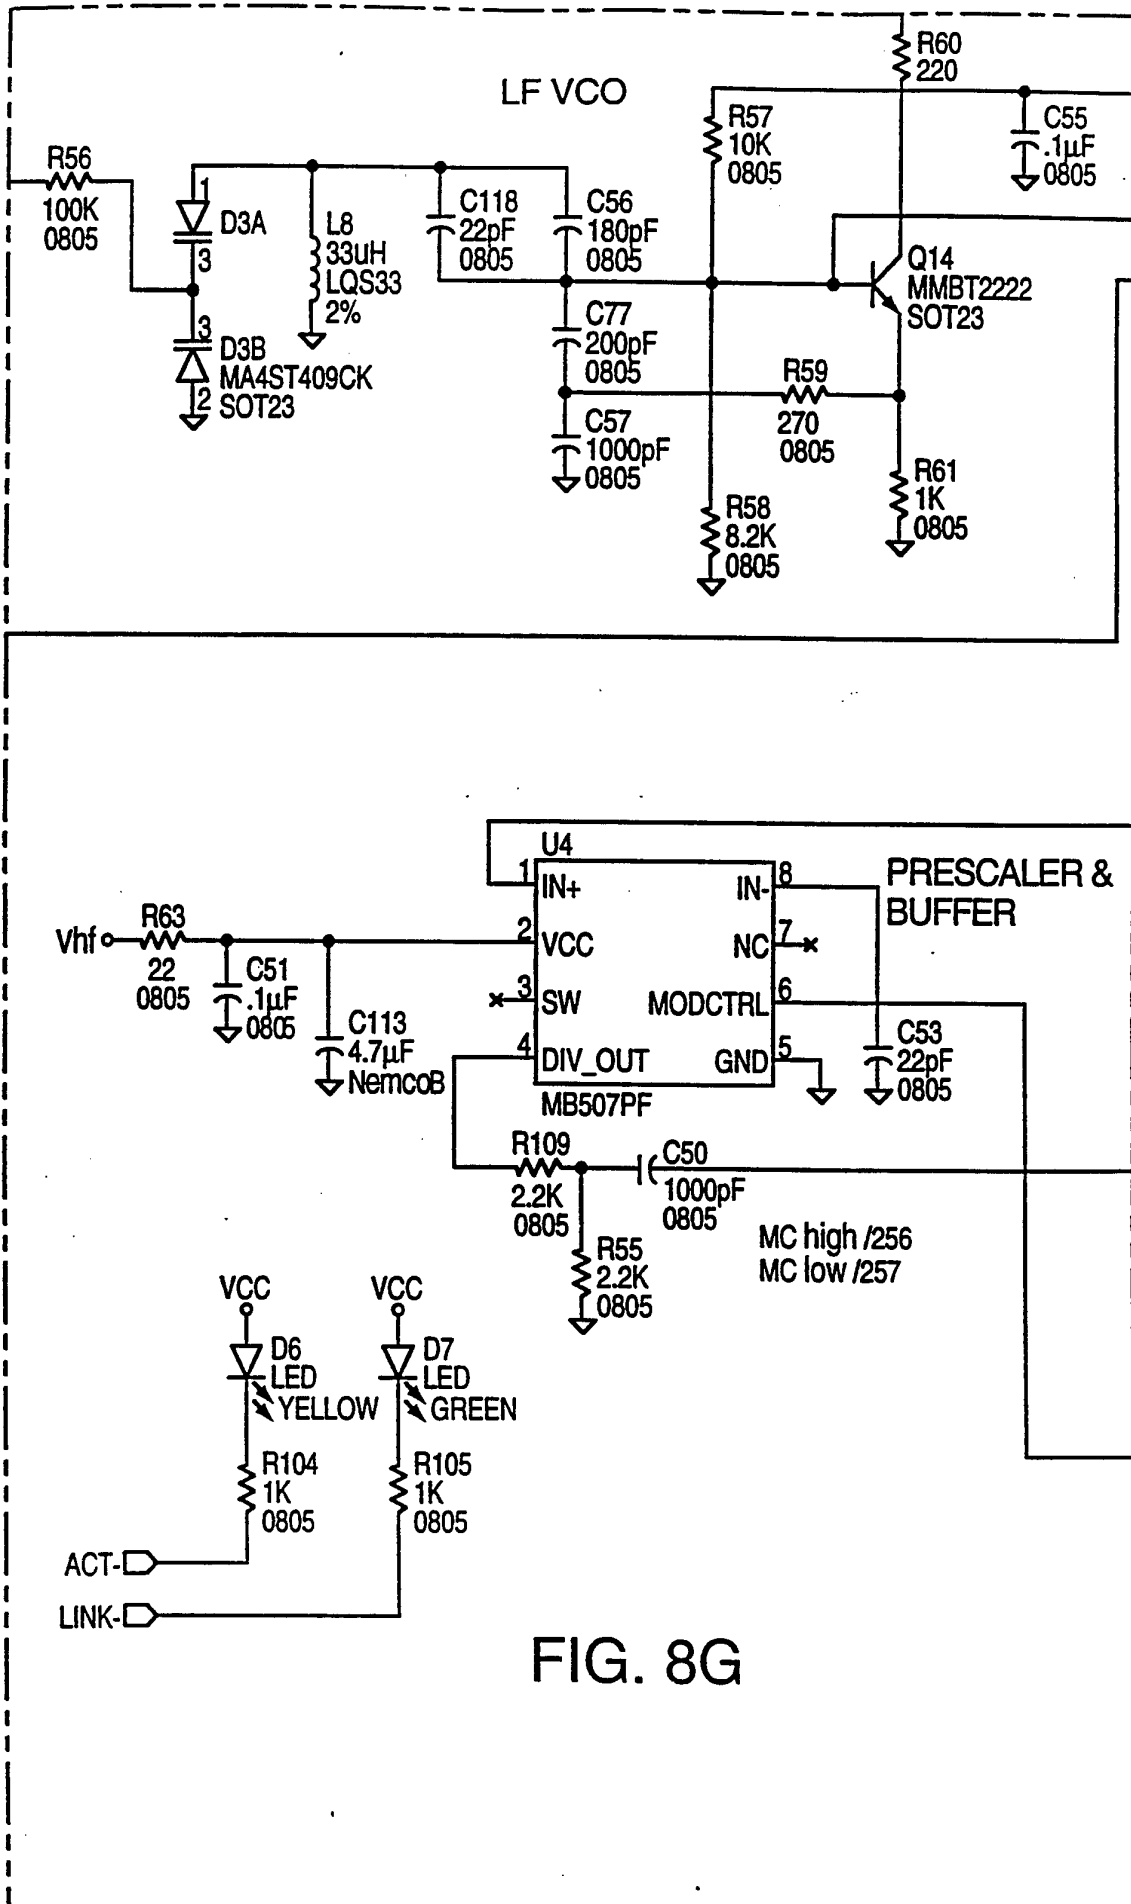 LF VCO
R60
220
R57
10K
0805
C55
.1µF
0805
R56
100K
0805
1
D3A
3
L8
33uH
LQS33
2%
C118
22pF
0805
C56
180pF
0805
Q14
MMBT2222
SOT23
3
D3B
MA4ST409CK
SOT23
2
C77
200pF
0805
R59
270
0805
C57
1000pF
0805
R61
1K
0805
R58
8.2K
0805
U4
1
IN+
IN-
8
PRESCALER &
BUFFER
Vhf
R63
22
0805
C51
.1µF
0805
C113
4.7µF
NemcoB
2
VCC
NC
7
3
SW
MODCTRL
6
4
DIV_OUT
GND
5
MB507PF
C53
22pF
0805
R109
2.2K
0805
C50
1000pF
0805
R55
2.2K
0805
MC high /256
MC low /257
VCC
VCC
D6
LED
YELLOW
D7
LED
GREEN
R104
1K
0805
R105
1K
0805
ACT-
LINK-
FIG. 8G